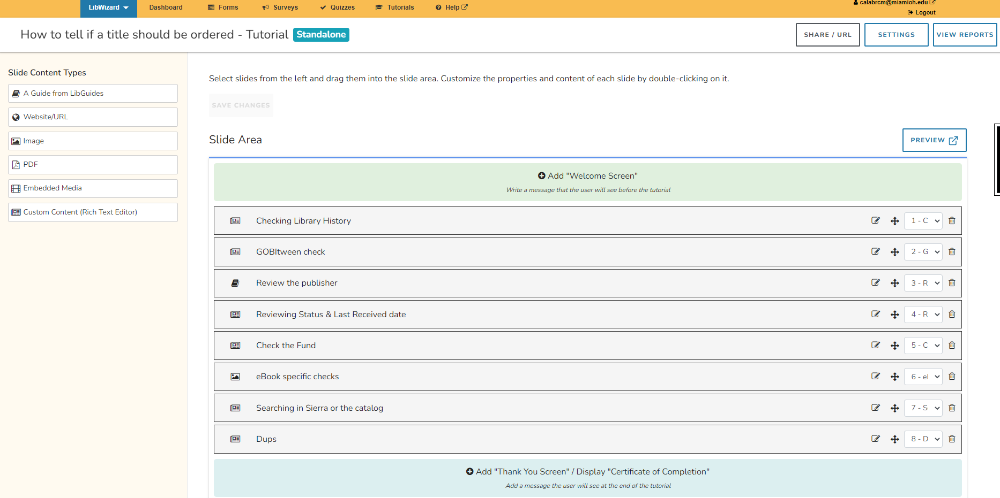 LibWizard
Dashboard
Forms
Surveys
Quizzes
Tutorials
Help
calabrcm@miamioh.edu
Logout
How to tell if a title should be ordered - Tutorial Standalone
SHARE / URL
SETTINGS
VIEW REPORTS
Slide Content Types
A Guide from LibGuides
Website/URL
Image
PDF
Embedded Media
Custom Content (Rich Text Editor)
Select slides from the left and drag them into the slide area. Customize the properties and content of each slide by double-clicking on it.
SAVE CHANGES
Slide Area
PREVIEW
Add "Welcome Screen"
Write a message that the user will see before the tutorial
Checking Library History 1 - C
GOBItween check 2 - G
Review the publisher 3 - R
Reviewing Status & Last Received date 4 - R
Check the Fund 5 - C
eBook specific checks 6 - el
Searching in Sierra or the catalog 7 - S
Dups 8 - D
Add "Thank You Screen" / Display "Certificate of Completion"
Add a message the user will see at the end of the tutorial